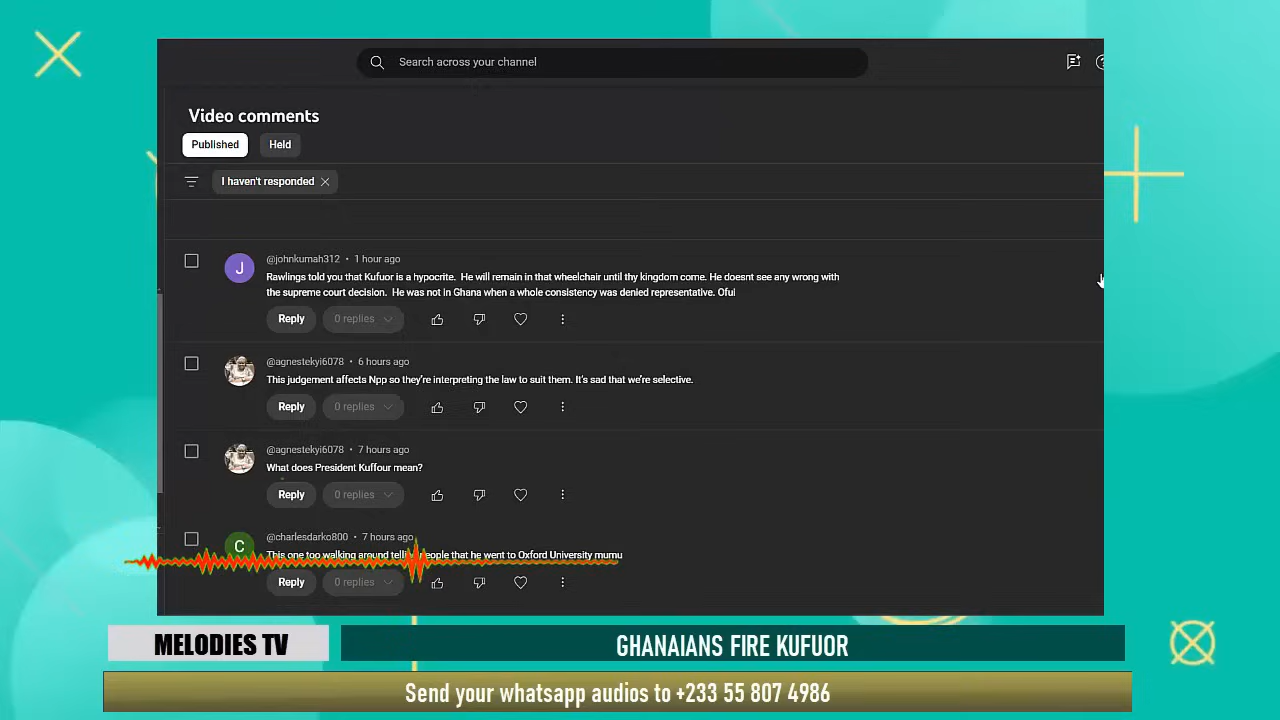 Search across your channel
Video comments
Published
Held
I haven't responded
@johnkumah312 • 1 hour ago
J
Rawlings told you that Kufuor is a hypocrite. He will remain in that wheelchair until thy kingdom come. He doesnt see any wrong with
the supreme court decision. He was not in Ghana when a whole consistency was denied representative. Oful
Reply
0 replies
@agnestekyi6078 • 6 hours ago
This judgement affects Npp so they're interpreting the law to suit them. It's sad that we're selective.
Reply
0 replies
@agnestekyi6078 • 7 hours ago
What does President Kuffour mean?
Reply
0 replies
@charlesdarko800 • 7 hours ago
C
This one too walking around people that he went to Oxford University mumu
Reply
0 replies
MELODIES TV
GHANAIANS FIRE KUFUOR
Send your whatsapp audios to +233 55 807 4986